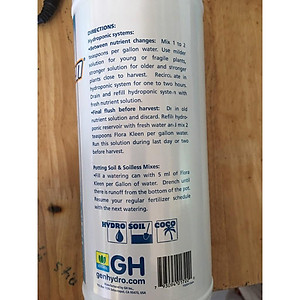 DIRECTIONS:
Hydroponic systems:
•Between nutrient changes: Mix 1 to 2
teaspoons per gallon water. Use milder
solution for young or fragile plants,
stronger solution for older and stronger
plants close to harvest. Recirculate in
hydroponic system for one to two hours.
Drain and refill hydroponic system with
fresh nutrient solution.
•Final flush before harvest: Drain old
nutrient solution and discard. Refill hydro-
ponic reservoir with fresh water and mix 2
teaspoons Flora Kleen per gallon water.
Run this solution during last day or two
before harvest.
Potting Soil & Soilless Mixes:
•Fill a watering can with 5 ml of Flora
Kleen per Gallon of water. Drench until
there is runoff from the bottom of the pot.
Resume your regular fertilizer schedule
with the next watering.
HYDRO SOIL COCO
GH
genhydro.com